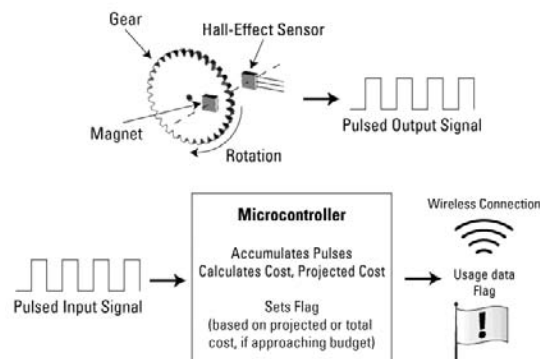 Gear
Hall-Effect Sensor
Magnet
Rotation
Pulsed Output Signal
Microcontroller
Accumulates Pulses
Calculates Cost, Projected Cost
Sets Flag
(based on projected or total
cost, if approaching budget)
Pulsed Input Signal
Wireless Connection
Usage data
Flag
!